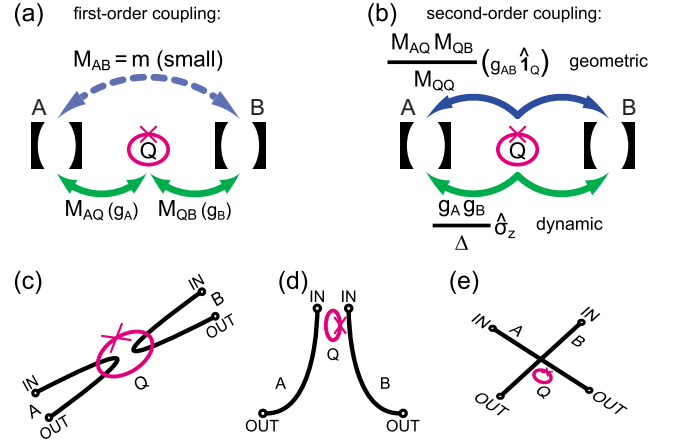 (a) first-order coupling:
M_AB = m (small)
A B
Q
M_AQ (g_A) M_QB (g_B)
(b) second-order coupling:
M_AQ M_QB
M_QQ
(g_AB 1̂_Q) geometric
A B
Q
g_A g_B
Δ
σ̂_z dynamic
(c)
IN
B
OUT
Q
IN
A
OUT
(d)
IN IN
Q
A B
OUT OUT
(e)
IN IN
A B
Q
OUT OUT